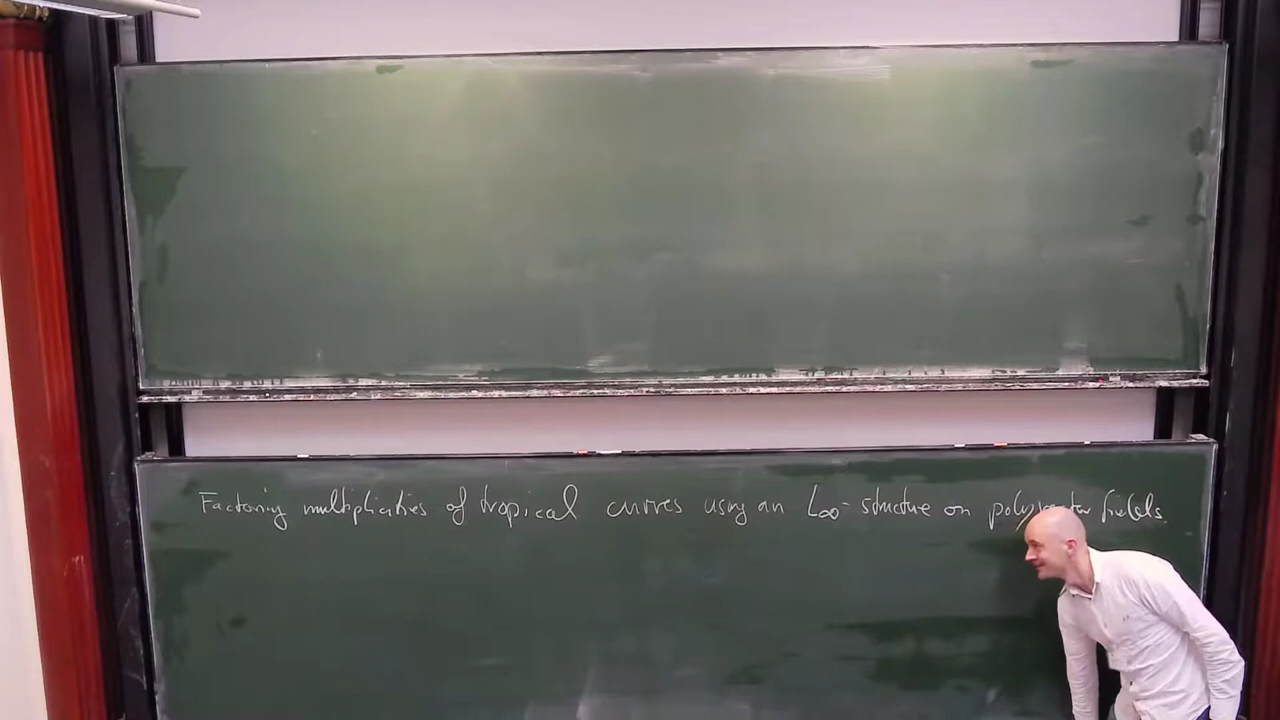 Factoring multiplicities of tropical curves using an L∞-structure on polyvector fields.